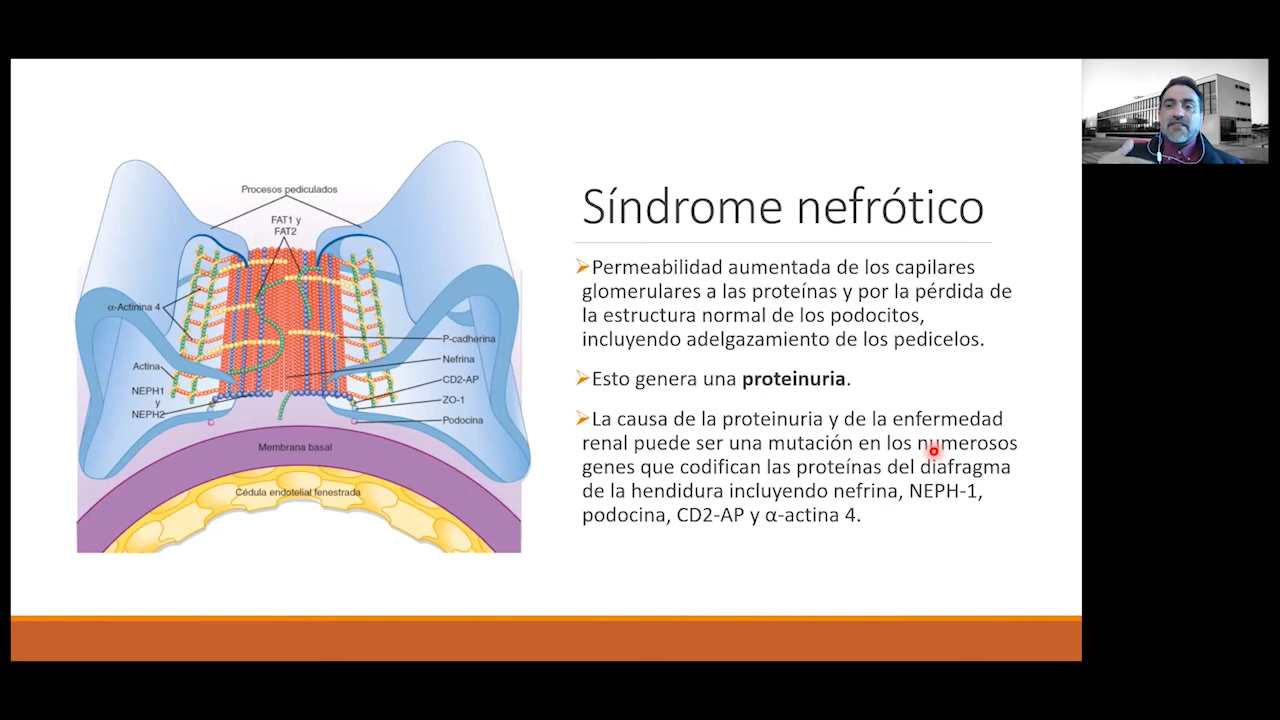 Procesos pediculados
FAT1 y
FAT2
α-Actinina 4
P-cadherina
Nefrina
Actina
CD2-AP
NEPH1
y
NEPH2
ZO-1
Podocina
Membrana basal
Cédula endotelial fenestrada
Síndrome nefrótico
➤Permeabilidad aumentada de los capilares
glomerulares a las proteínas y por la pérdida de
la estructura normal de los podocitos,
incluyendo adelgazamiento de los pedicelos.
➤Esto genera una proteinuria.
➤La causa de la proteinuria y de la enfermedad
renal puede ser una mutación en los numerosos
genes que codifican las proteínas del diafragma
de la hendidura incluyendo nefrina, NEPH-1,
podocina, CD2-AP y α-actina 4.